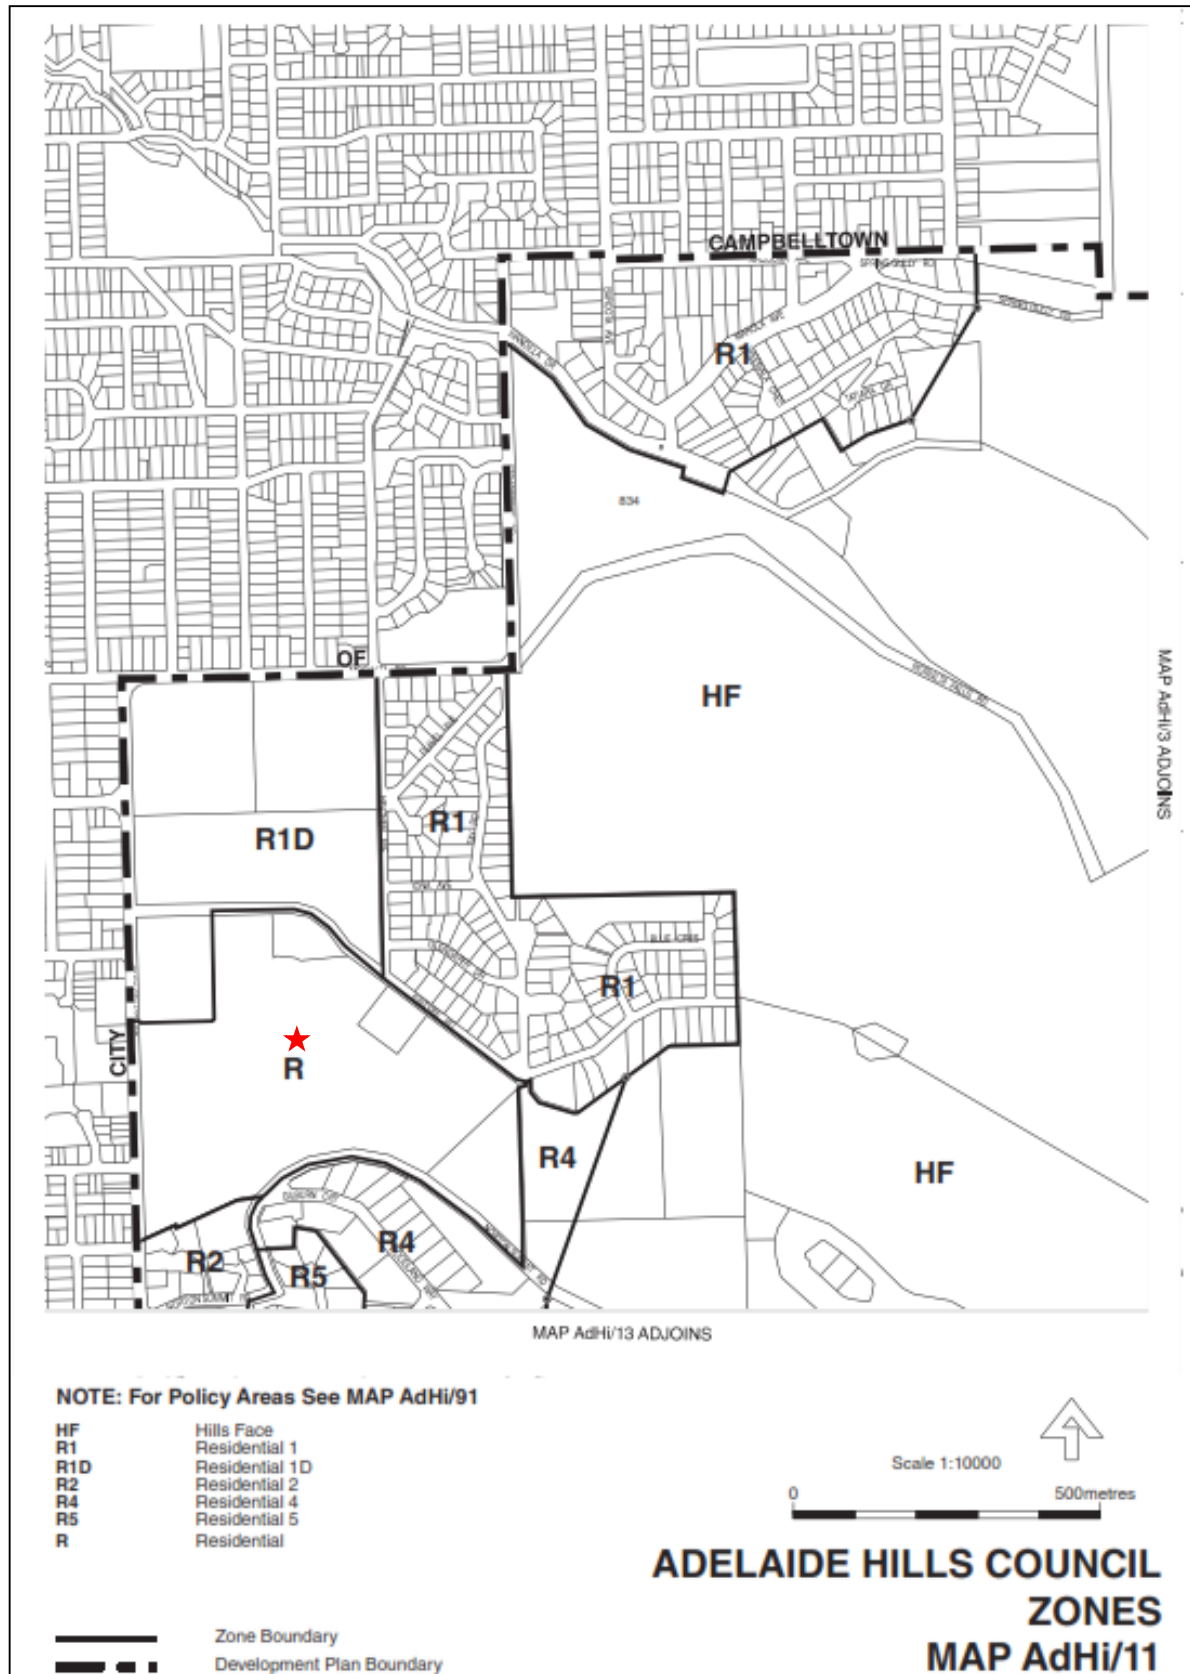 CAMPBELLTOWN
SPRINGBETT RD
R1
834
OF
HF
MAP AdHi/3 ADJOINS
R1
R1D
R1
CITY
R
R4
HF
R4
R2
R5
MAP AdHi/13 ADJOINS
NOTE: For Policy Areas See MAP AdHi/91
HF Hills Face
R1 Residential 1
R1D Residential 1D
R2 Residential 2
R4 Residential 4
R5 Residential 5
R Residential
Scale 1:10000
0 500metres
ADELAIDE HILLS COUNCIL
ZONES
MAP AdHi/11
Zone Boundary
Development Plan Boundary